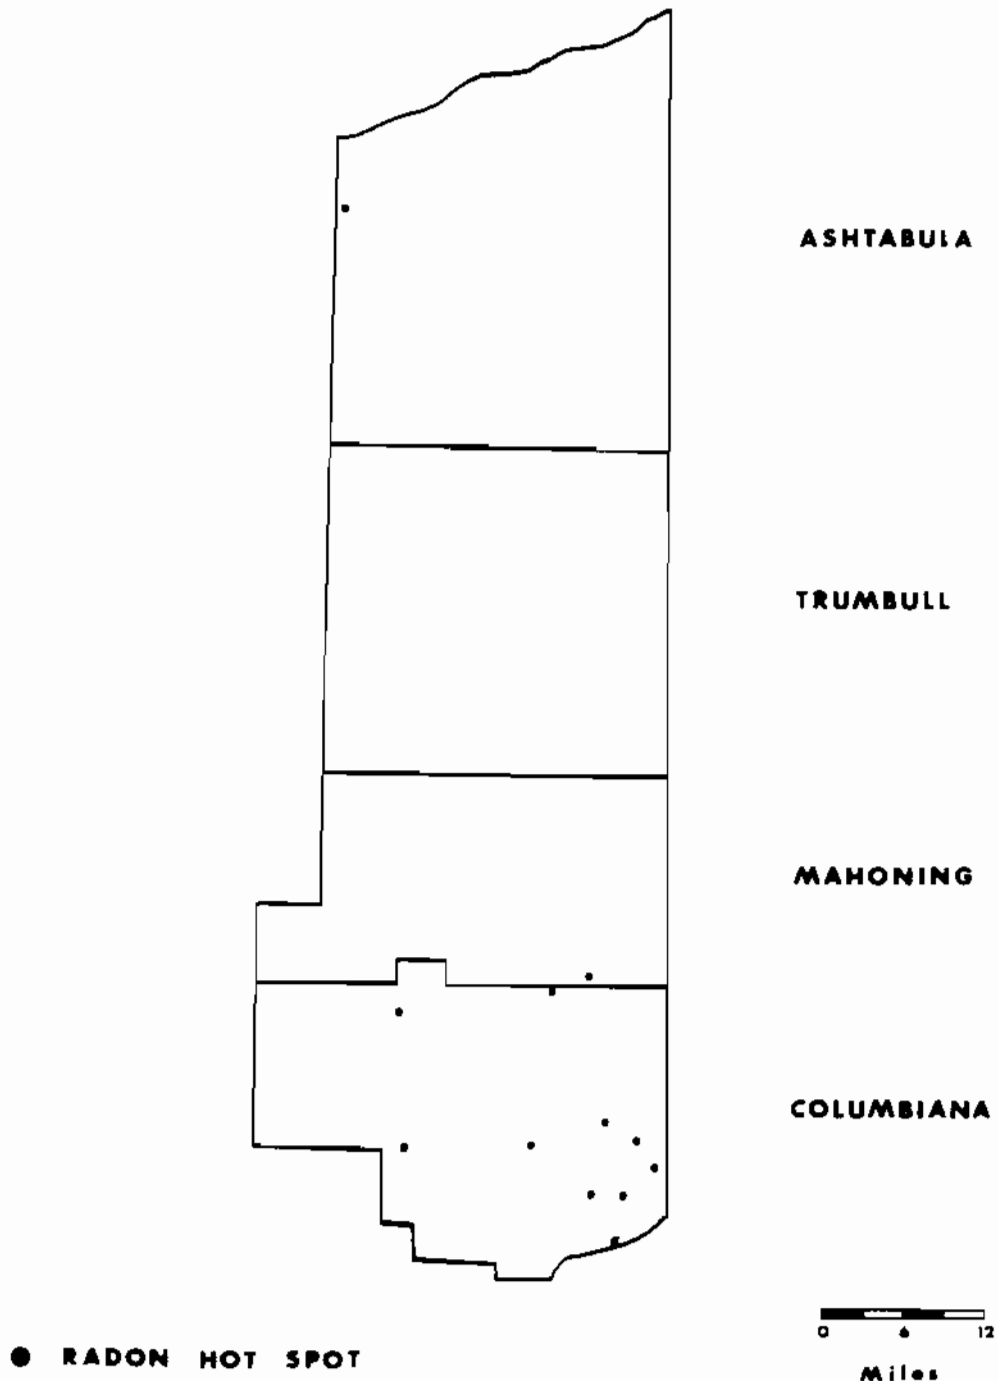 ASHTABULA
TRUMBULL
MAHONING
COLUMBIANA
0 6 12
Miles
RADON HOT SPOT